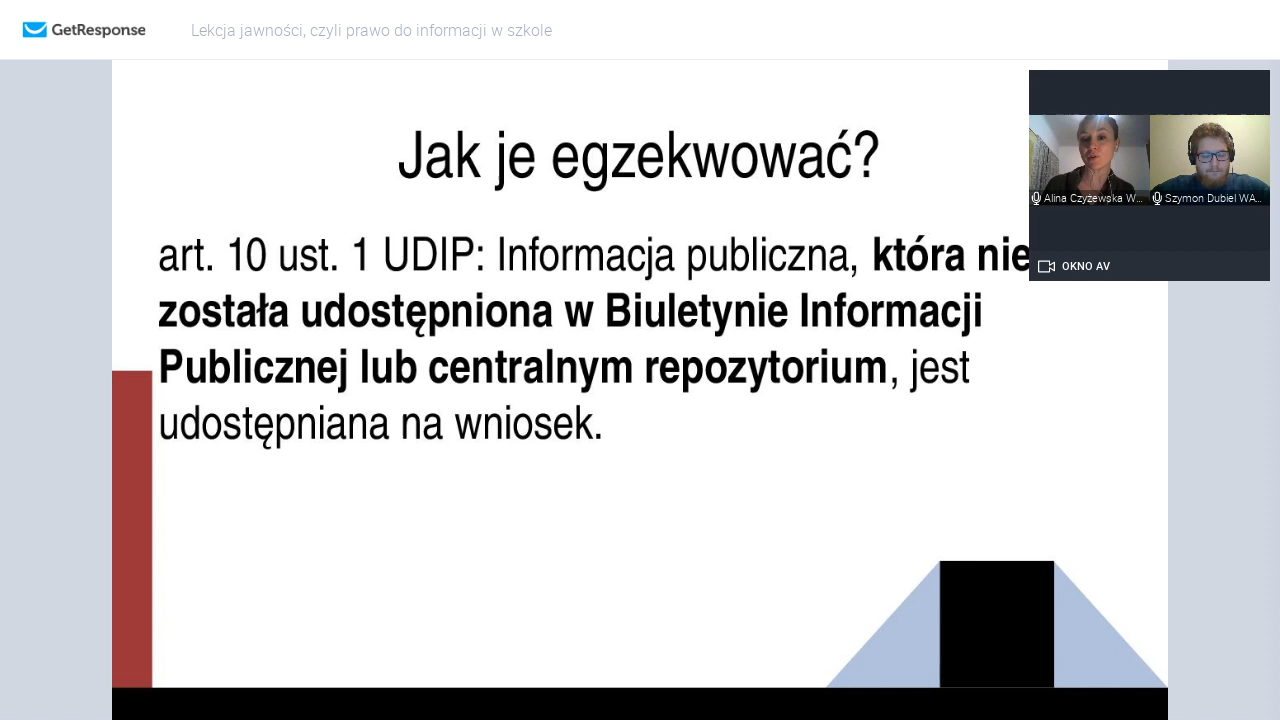 GetResponse
Lekcja jawności, czyli prawo do informacji w szkole
Jak je egzekwować?
art. 10 ust. 1 UDIP: Informacja publiczna, która nie
została udostępniona w Biuletynie Informacji
Publicznej lub centralnym repozytorium, jest
udostępniana na wniosek.
Alina Czyżewska W...
Szymon Dubiel WA...
OKNO AV